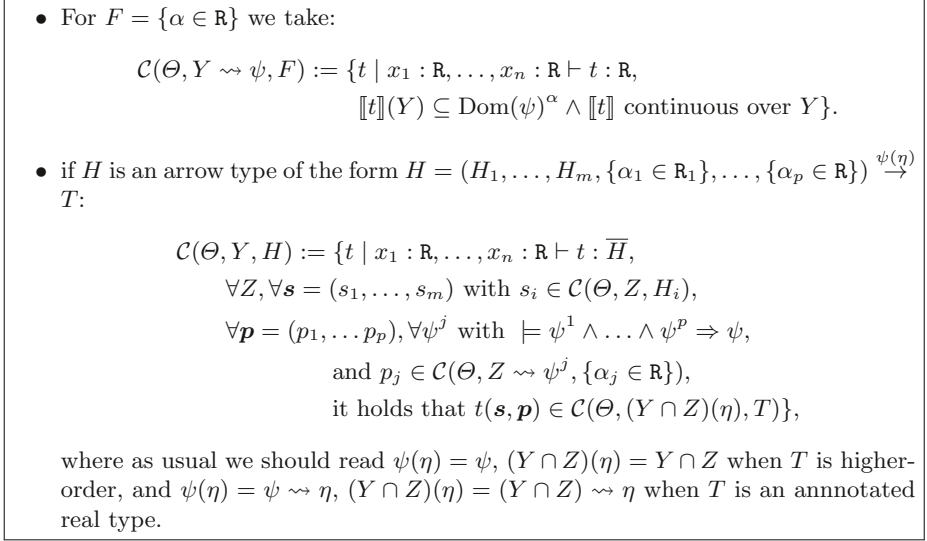 • For F = {α ∈ R} we take:
C(Θ, Y ⇝ ψ, F) := {t | x₁ : R, . . . , xₙ : R ⊢ t : R,
⟦t⟧(Y) ⊆ Dom(ψ)^α ∧ ⟦t⟧ continuous over Y}.
• if H is an arrow type of the form H = (H₁, . . . , Hₘ, {α₁ ∈ R₁}, . . . , {αₚ ∈ R}) →^ψ(η)
T:
C(Θ, Y, H) := {t | x₁ : R, . . . , xₙ : R ⊢ t : H̅,
∀Z, ∀s = (s₁, . . . , sₘ) with sᵢ ∈ C(Θ, Z, Hᵢ),
∀p = (p₁, . . . pₚ), ∀ψʲ with ⊨ ψ¹ ∧ . . . ∧ ψᵖ ⇒ ψ,
and pⱼ ∈ C(Θ, Z ⇝ ψʲ, {αⱼ ∈ R}),
it holds that t(s, p) ∈ C(Θ, (Y ∩ Z)(η), T)},
where as usual we should read ψ(η) = ψ, (Y ∩ Z)(η) = Y ∩ Z when T is higher-
order, and ψ(η) = ψ ⇝ η, (Y ∩ Z)(η) = (Y ∩ Z) ⇝ η when T is an annnotated
real type.